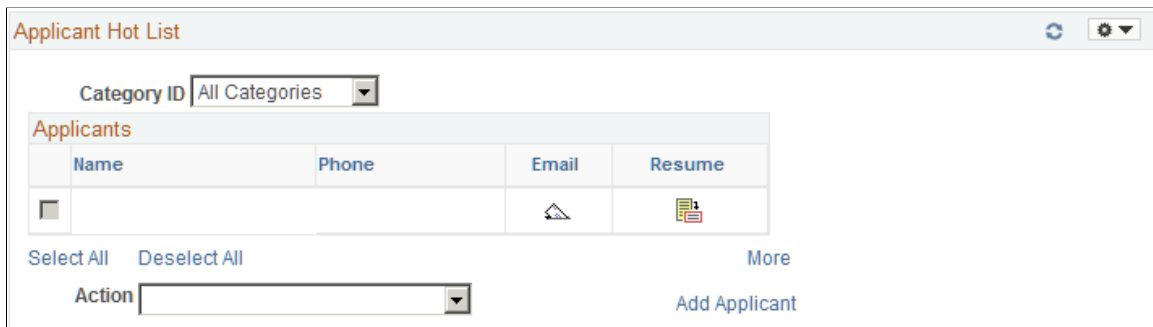 Applicant Hot List
Category ID All Categories
Applicants
Name Phone Email Resume
Select All Deselect All More
Action Add Applicant